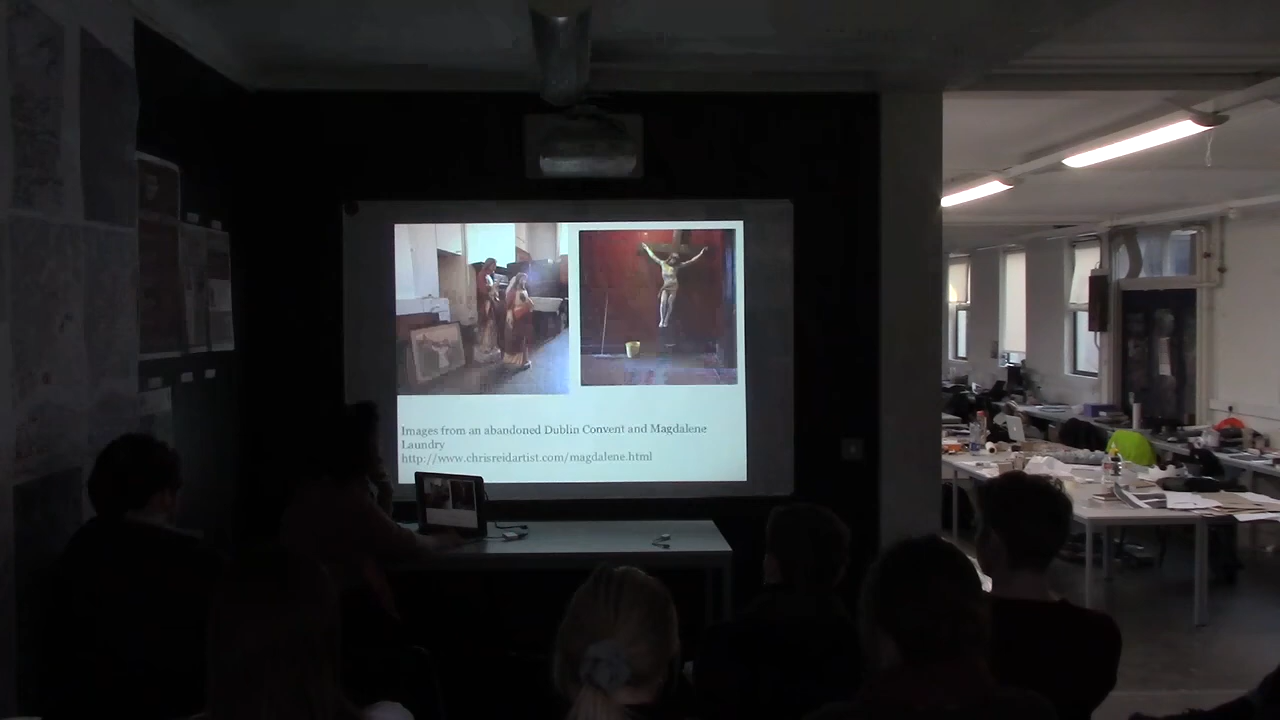 Images from an abandoned Dublin Convent and Magdalene
Laundry
http://www.chrisreidartist.com/magdalene.html